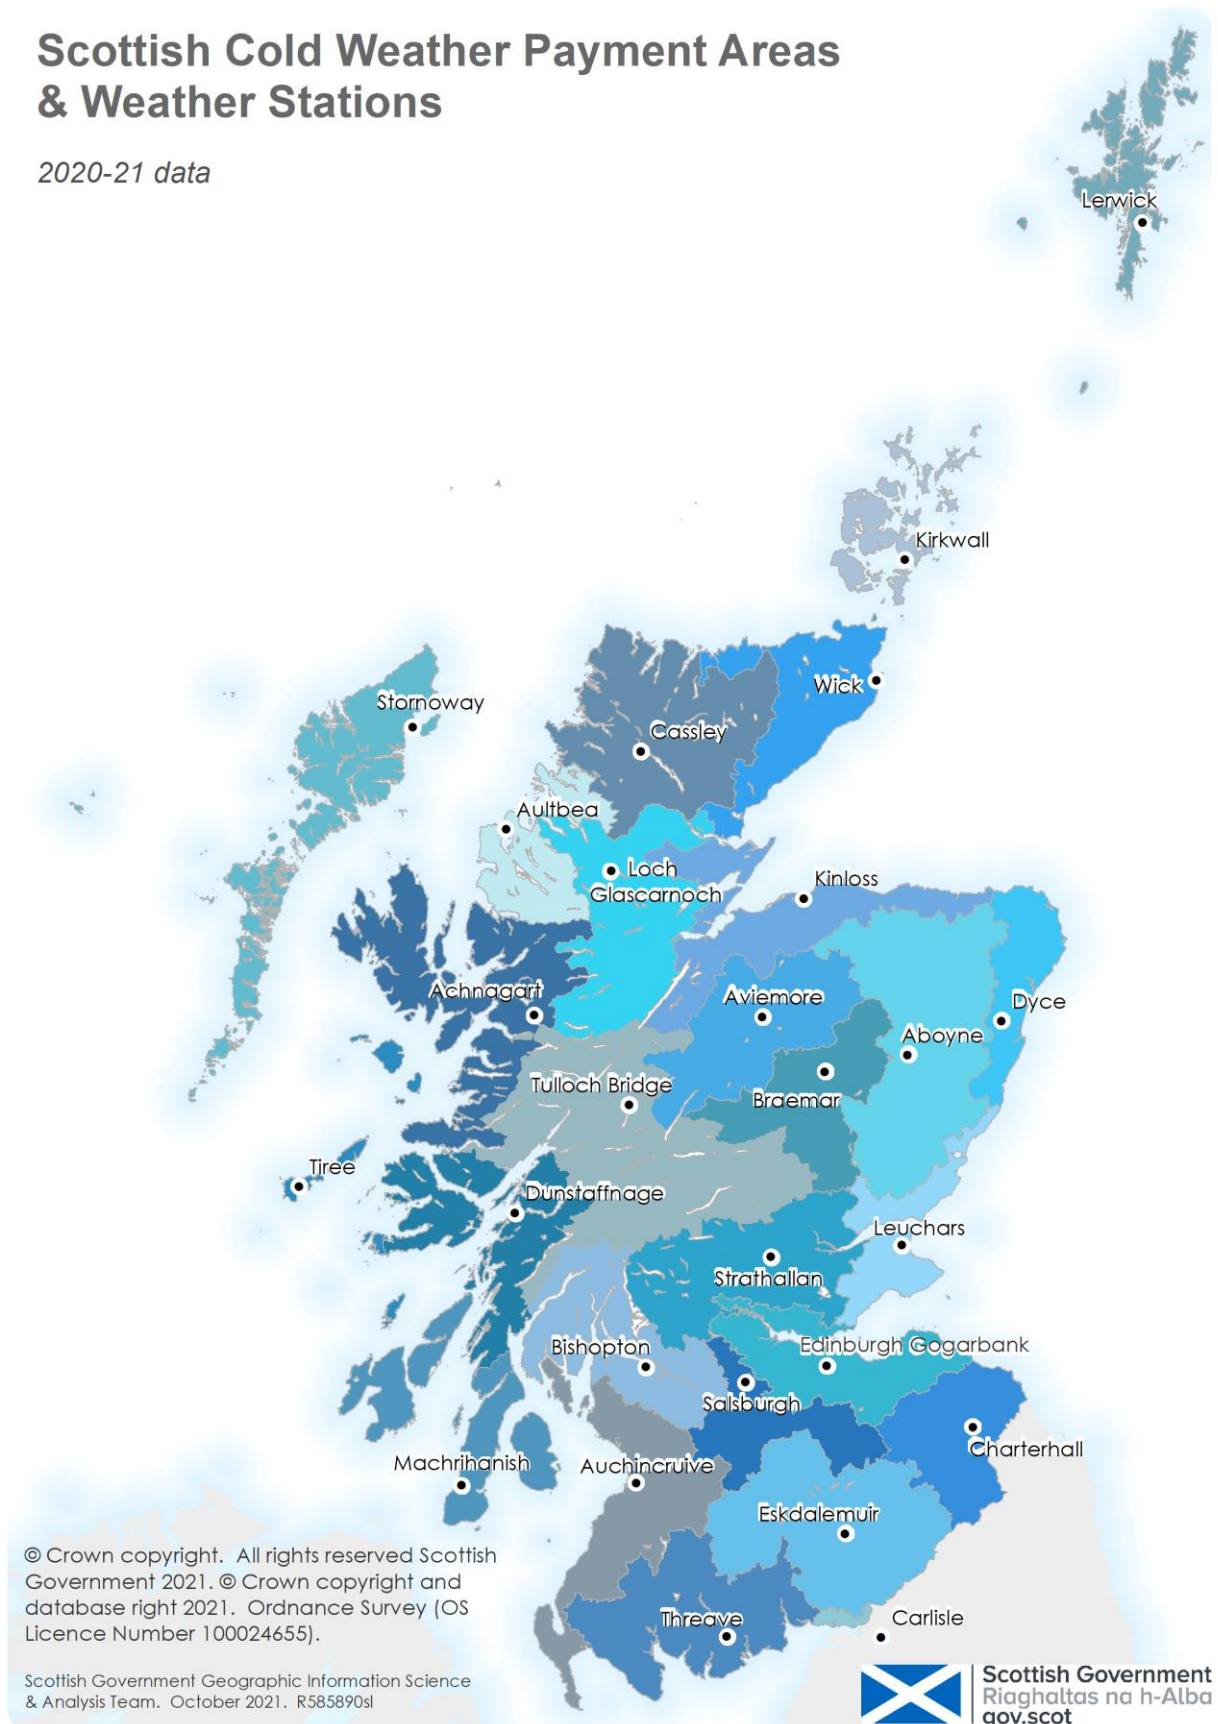 Scottish Cold Weather Payment Areas
& Weather Stations
2020-21 data
Lerwick
Kirkwall
Wick
Stornoway
Cassley
Aultbea
Loch
Glascarnoch
Kinloss
Achnagart
Aviemore
Dyce
Aboyne
Tulloch Bridge
Braemar
Tiree
Dunstaffnage
Leuchars
Strathallan
Bishopton
Edinburgh Gogarbank
Salsburgh
Charterhall
Machrihanish
Auchincruive
Eskdalemuir
Threave
Carlisle
© Crown copyright. All rights reserved Scottish
Government 2021. © Crown copyright and
database right 2021. Ordnance Survey (OS
Licence Number 100024655).
Scottish Government Geographic Information Science
& Analysis Team. October 2021. R585890sl
Scottish Government
Riaghaltas na h-Alba
gov.scot